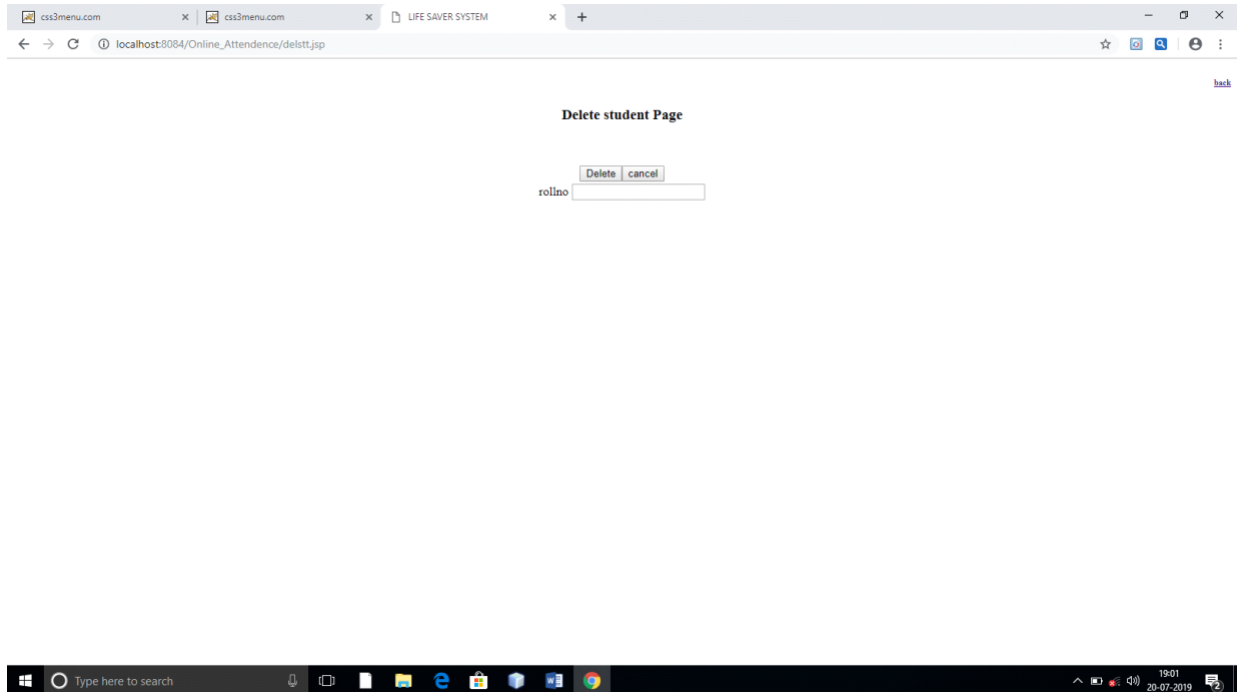 css3menu.com
css3menu.com
LIFE SAVER SYSTEM
localhost:8084/Online_Attendence/delstt.jsp
back
Delete student Page
Delete cancel
rollno
Type here to search
19:01
20-07-2019
2